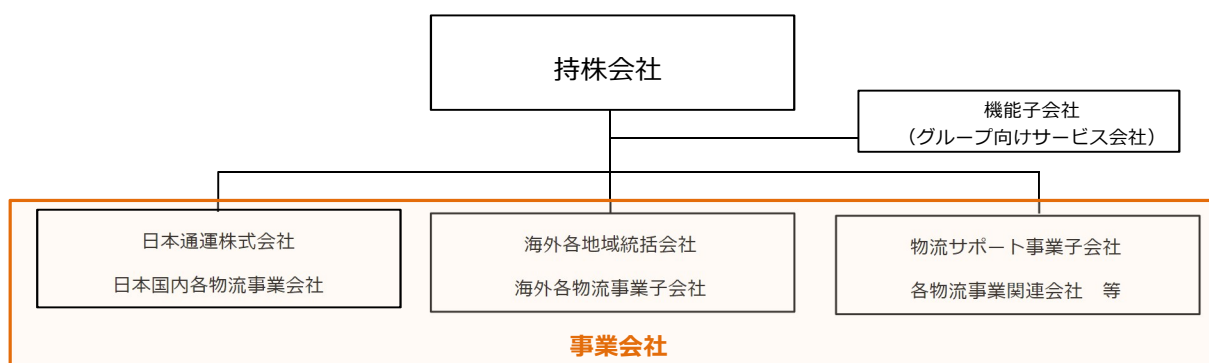 持株会社
機能子会社
（グループ向けサービス会社）
日本通運株式会社
日本国内各物流事業会社
海外各地域統括会社
海外各物流事業子会社
物流サポート事業子会社
各物流事業関連会社　等
事業会社